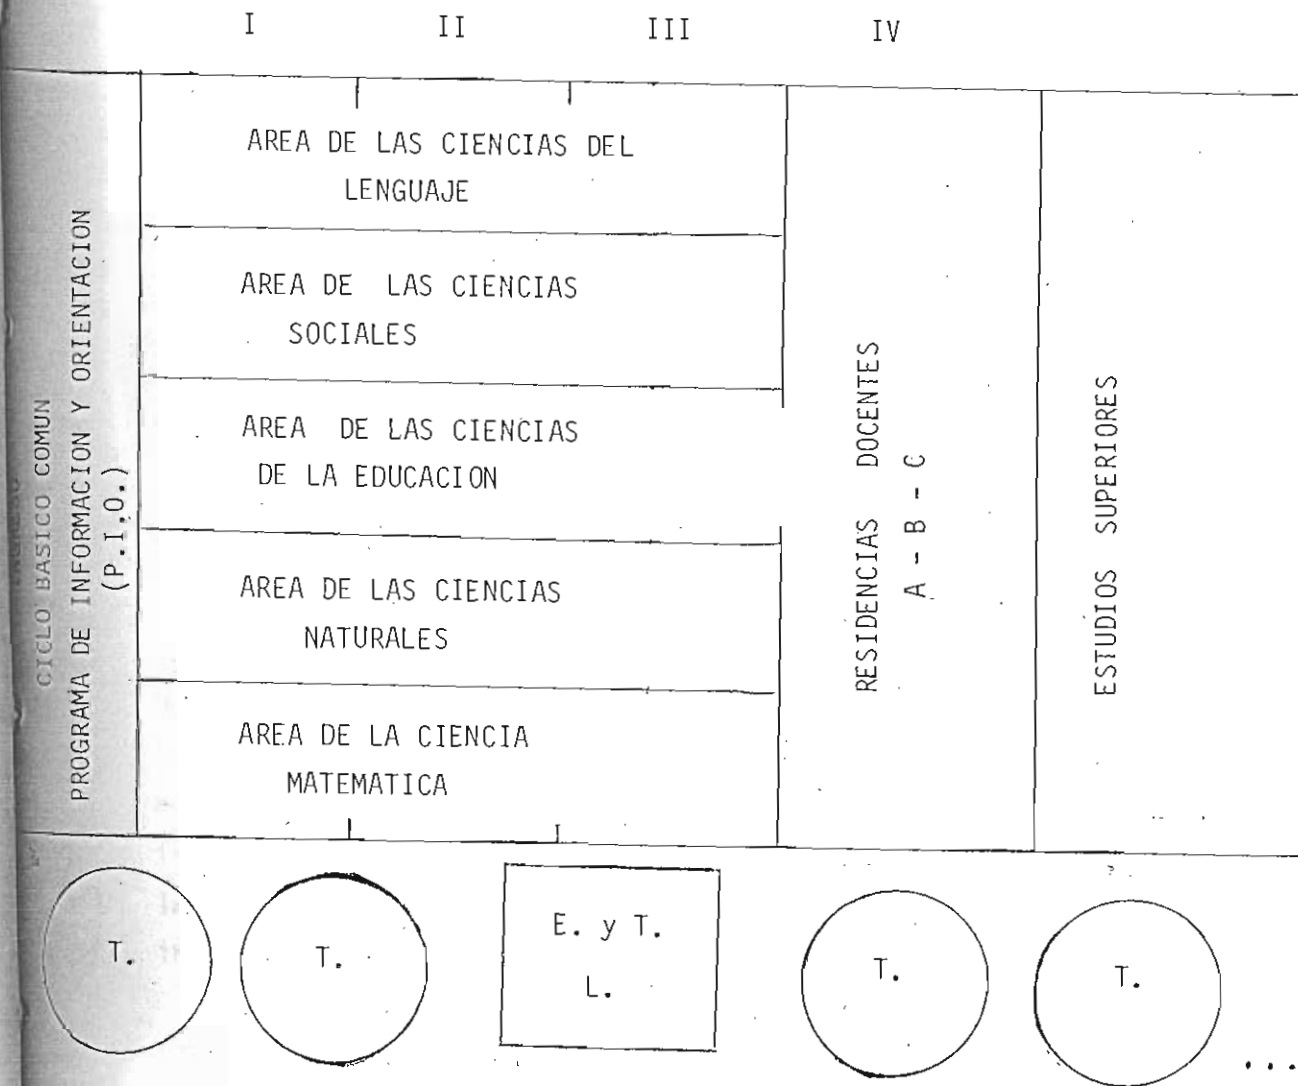 I II III IV
CICLO BASICO COMUN
PROGRAMA DE INFORMACION Y ORIENTACION
(P.I.O.)
AREA DE LAS CIENCIAS DEL
LENGUAJE
AREA DE LAS CIENCIAS
SOCIALES
AREA DE LAS CIENCIAS
DE LA EDUCACION
AREA DE LAS CIENCIAS
NATURALES
AREA DE LA CIENCIA
MATEMATICA
RESIDENCIAS DOCENTES
A - B - C
ESTUDIOS SUPERIORES
T.
T.
E. y T.
L.
T.
T.
...